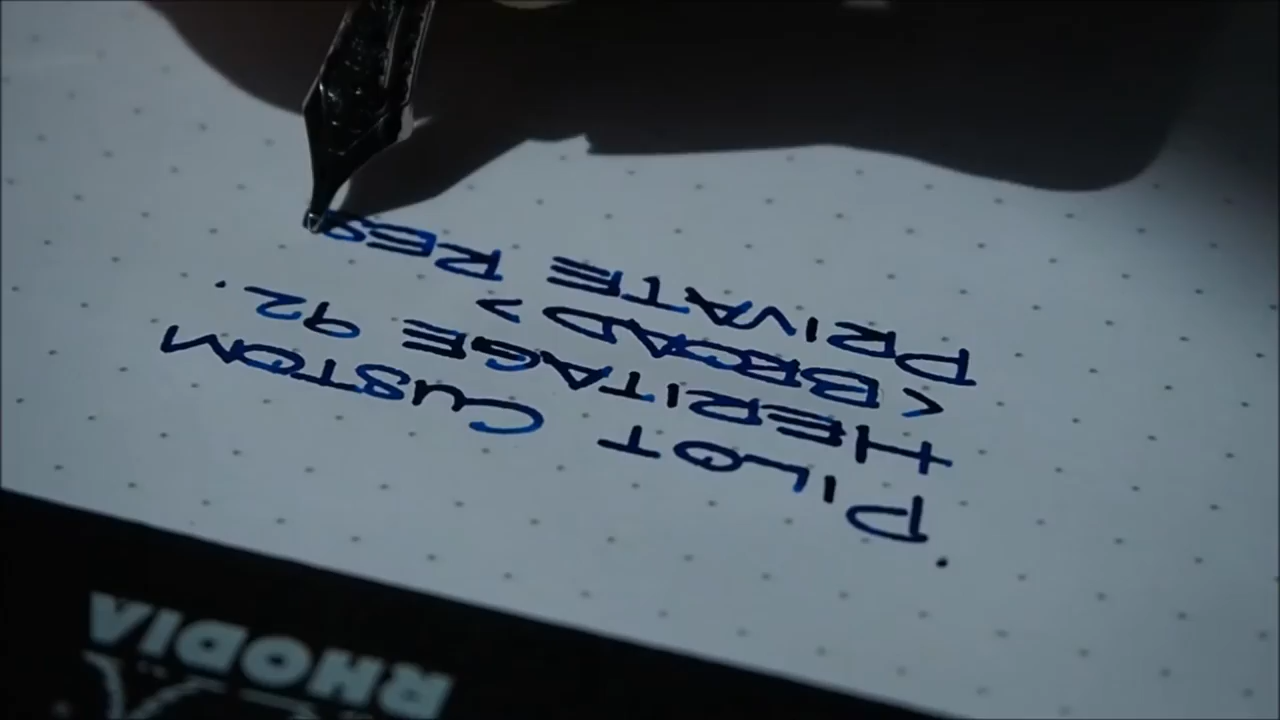 PILOT CUSTOM
HERITAGE 92.
<BROAD>
PRIVATE RES
RHODIA